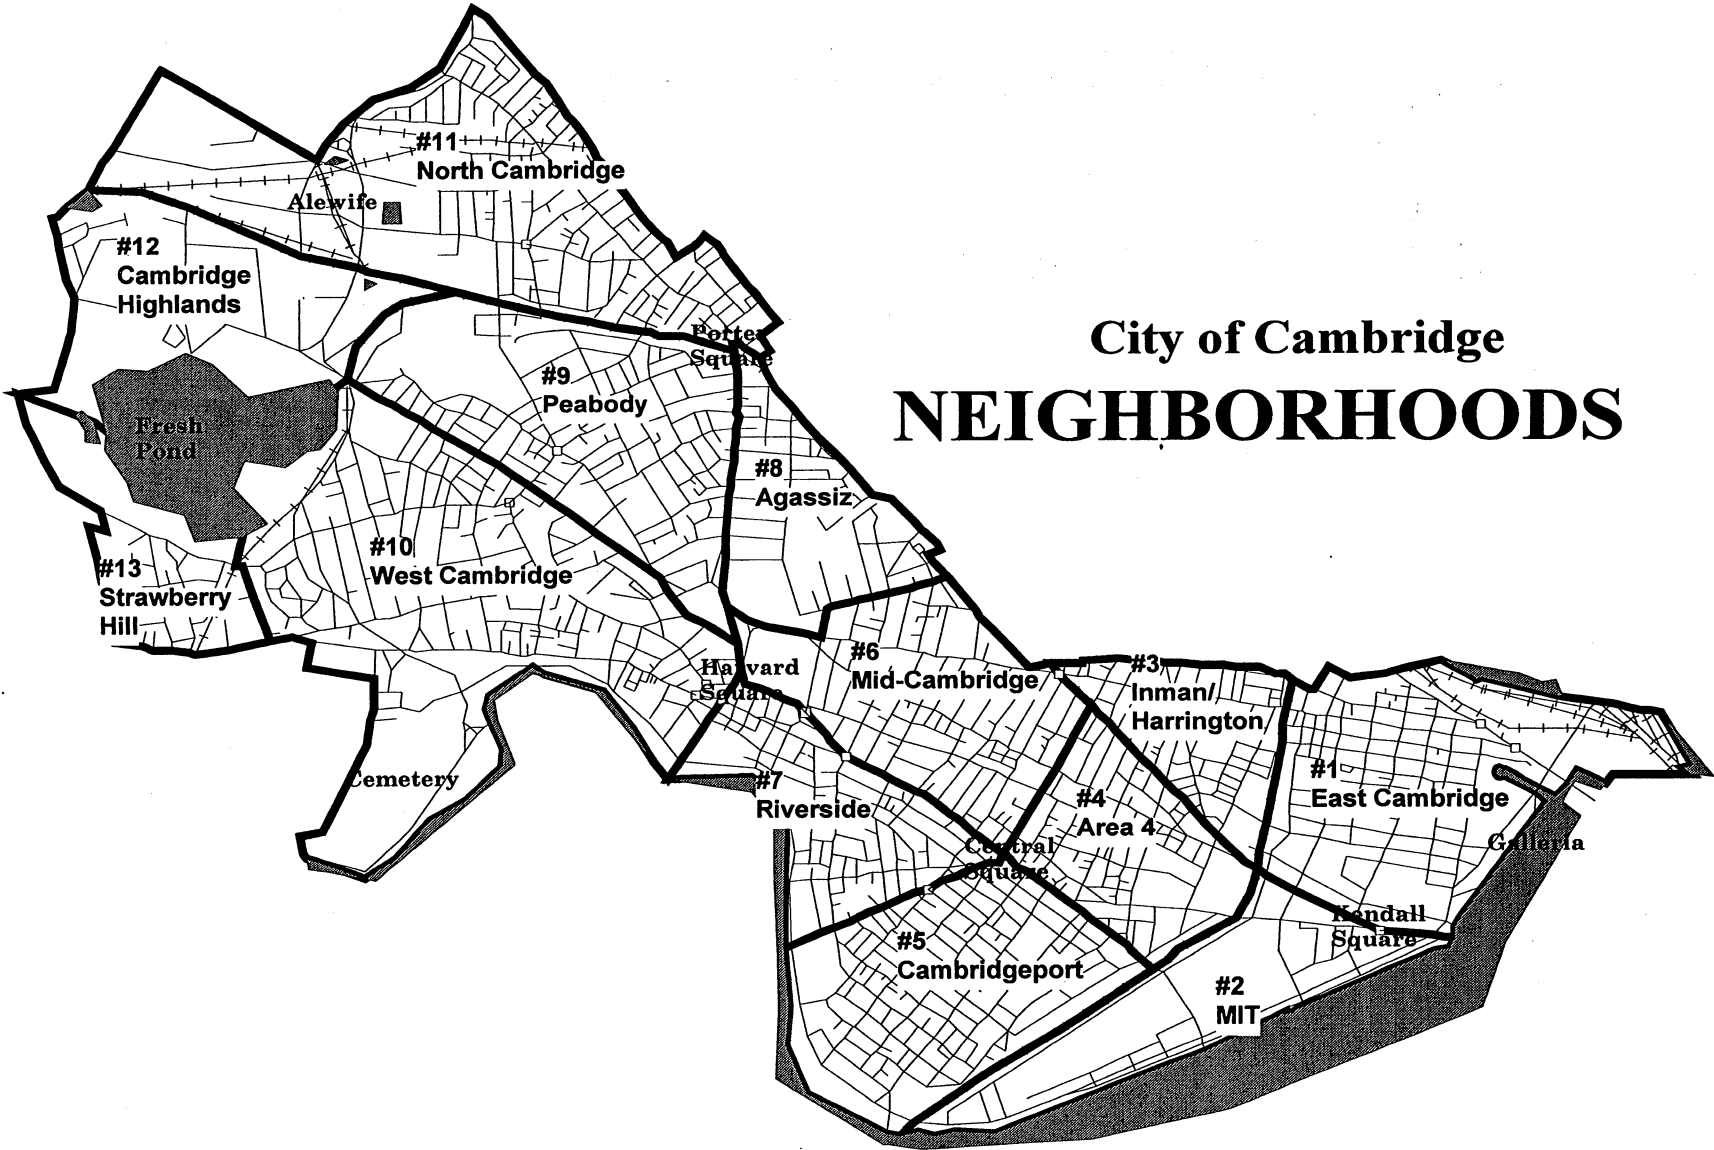 #11
North Cambridge
Alewife
#12
Cambridge
Highlands
Porter
Square
City of Cambridge
NEIGHBORHOODS
#9
Peabody
Fresh
Pond
#8
Agassiz
#10
West Cambridge
#13
Strawberry
Hill
#6
Mid-Cambridge
Harvard
Square
#3
Inman/
Harrington
Cemetery
#7
Riverside
#1
East Cambridge
#4
Area 4
Central
Square
Galleria
Kendall
Square
#5
Cambridgeport
#2
MIT